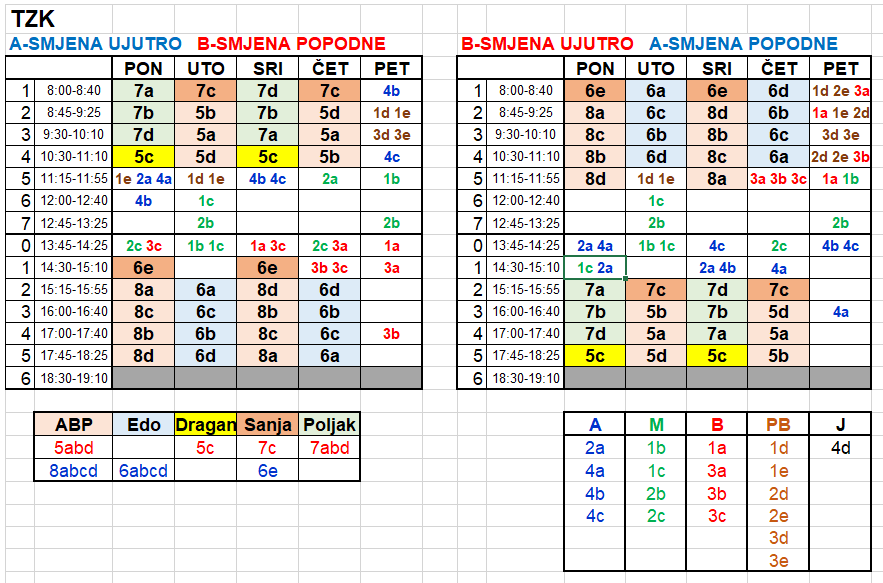 TZK
A-SMJENA UJUTRO B-SMJENA POPODNE B-SMJENA UJUTRO A-SMJENA POPODNE
PON UTO SRI ČET PET PON UTO SRI ČET PET
1 8:00-8:40 7a 7c 7d 7c 4b 1 8:00-8:40 6e 6a 6e 6d 1d 2e 3a
2 8:45-9:25 7b 5b 7b 5d 1d 1e 2 8:45-9:25 8a 6c 8d 6b 1a 1e 2d
3 9:30-10:10 7d 5a 7a 5a 3d 3e 3 9:30-10:10 8c 6b 8b 6c 3d 3e
4 10:30-11:10 5c 5d 5c 5b 4c 4 10:30-11:10 8b 6d 8c 6a 2d 2e 3b
5 11:15-11:55 1e 2a 4a 1d 1e 4b 4c 2a 1b 5 11:15-11:55 8d 1d 1e 8a 3a 3b 3c 1a 1b
6 12:00-12:40 4b 1c 6 12:00-12:40 1c
7 12:45-13:25 2b 2b 7 12:45-13:25 2b 2b
0 13:45-14:25 2c 3c 1b 1c 1a 3c 2c 3a 1a 0 13:45-14:25 2a 4a 1b 1c 4c 2c 4b 4c
1 14:30-15:10 6e 6e 3b 3c 3a 1 14:30-15:10 1c 2a 2a 4b 4a
2 15:15-15:55 8a 6a 8d 6d 2 15:15-15:55 7a 7c 7d 7c
3 16:00-16:40 8c 6c 8b 6b 3 16:00-16:40 7b 5b 7b 5d 4a
4 17:00-17:40 8b 6b 8c 6c 3b 4 17:00-17:40 7d 5a 7a 5a
5 17:45-18:25 8d 6d 8a 6a 5 17:45-18:25 5c 5d 5c 5b
6 18:30-19:10 6 18:30-19:10
ABP Edo Dragan Sanja Poljak A M B PB J
5abd 5c 7c 7abd 2a 1b 1a 1d 4d
8abcd 6abcd 6e 4a 1c 3a 1e
4b 2b 3b 2d
4c 2c 3c 2e
3d
3e